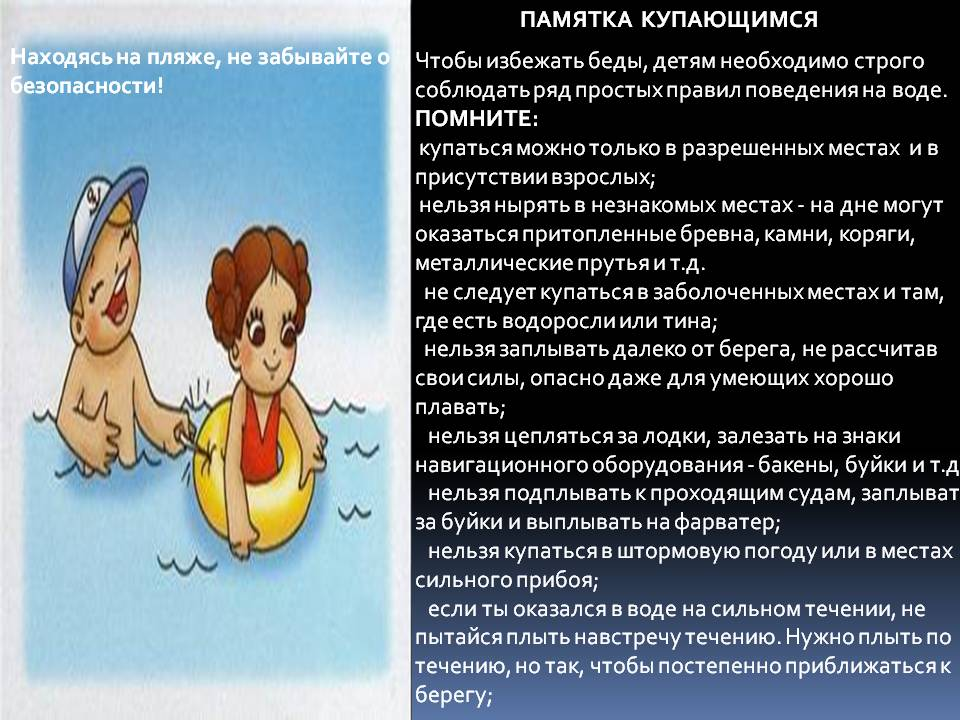 ПАМЯТКА КУПАЮЩИМСЯ
Находясь на пляже, не забывайте о
безопасности!
Чтобы избежать беды, детям необходимо строго
соблюдать ряд простых правил поведения на воде.
ПОМНИТЕ:
купаться можно только в разрешенных местах и в
присутствии взрослых;
нельзя нырять в незнакомых местах - на дне могут
оказаться притопленные бревна, камни, коряги,
металлические прутья и т.д.
не следует купаться в заболоченных местах и там,
где есть водоросли или тина;
нельзя заплывать далеко от берега, не рассчитав
свои силы, опасно даже для умеющих хорошо
плавать;
нельзя цепляться за лодки, залезать на знаки
навигационного оборудования - бакены, буйки и т.д
нельзя подплывать к проходящим судам, заплыват
за буйки и выплывать на фарватер;
нельзя купаться в штормовую погоду или в местах
сильного прибоя;
если ты оказался в воде на сильном течении, не
пытайся плыть навстречу течению. Нужно плыть по
течению, но так, чтобы постепенно приближаться к
берегу;